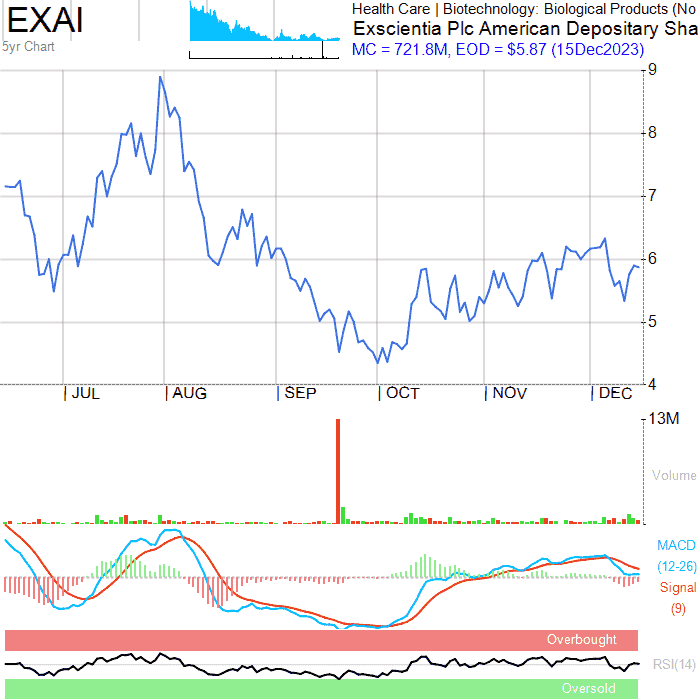 EXAI
5yr Chart
Health Care | Biotechnology: Biological Products (No
Exscientia Plc American Depositary Sha
MC = 721.8M, EOD = $5.87 (15Dec2023)
9
8
7
6
5
4
JUL AUG SEP OCT NOV DEC
13M
Volume
MACD
(12-26)
Signal
(9)
Overbought
RSI(14)
Oversold